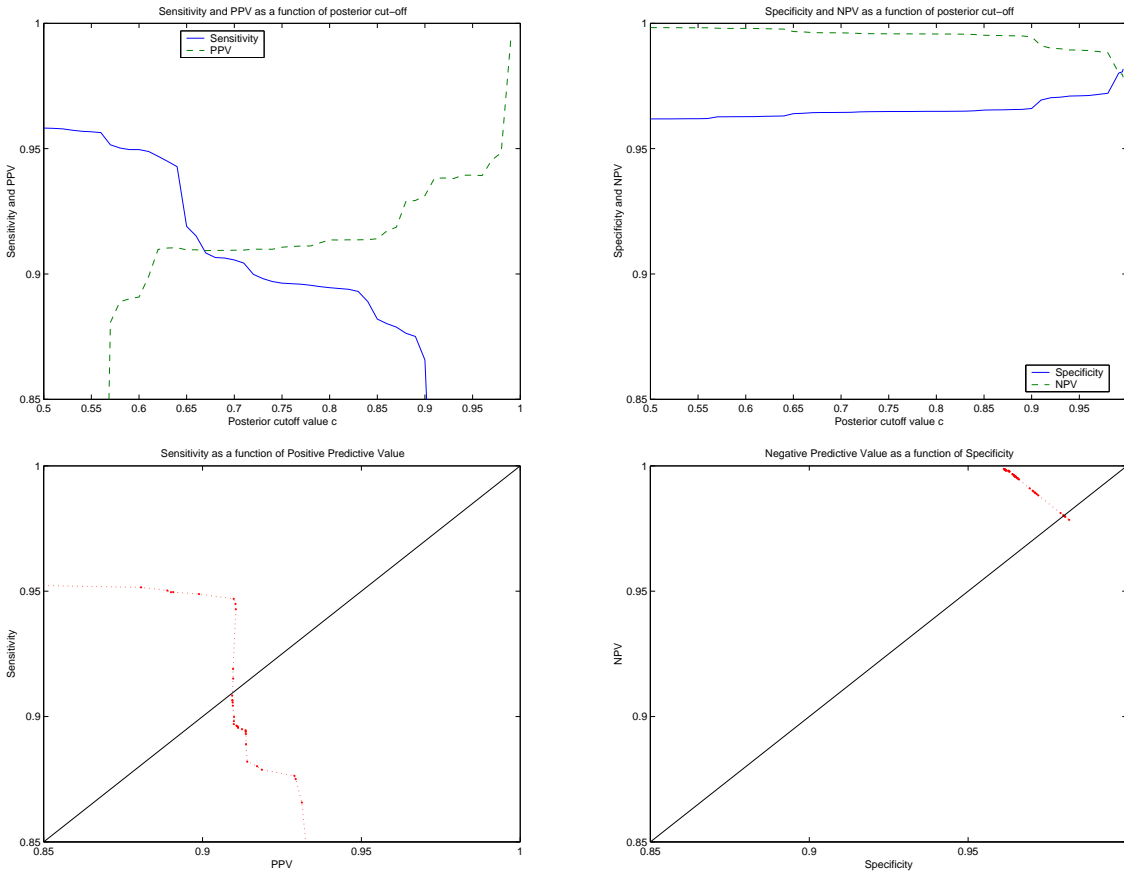 Sensitivity and PPV as a function of posterior cut−off
Sensitivity
PPV
Sensitivity and PPV
1
0.95
0.9
0.85
0.5 0.55 0.6 0.65 0.7 0.75 0.8 0.85 0.9 0.95 1
Posterior cutoff value c
Specificity and NPV as a function of posterior cut−off
Specificity and NPV
1
0.95
0.9
0.85
Specificity
NPV
0.5 0.55 0.6 0.65 0.7 0.75 0.8 0.85 0.9 0.95
Posterior cutoff value c
Sensitivity as a function of Positive Predictive Value
Sensitivity
1
0.95
0.9
0.85
0.85 0.9 0.95 1
PPV
Negative Predictive Value as a function of Specificity
NPV
1
0.95
0.9
0.85
0.85 0.9 0.95
Specificity